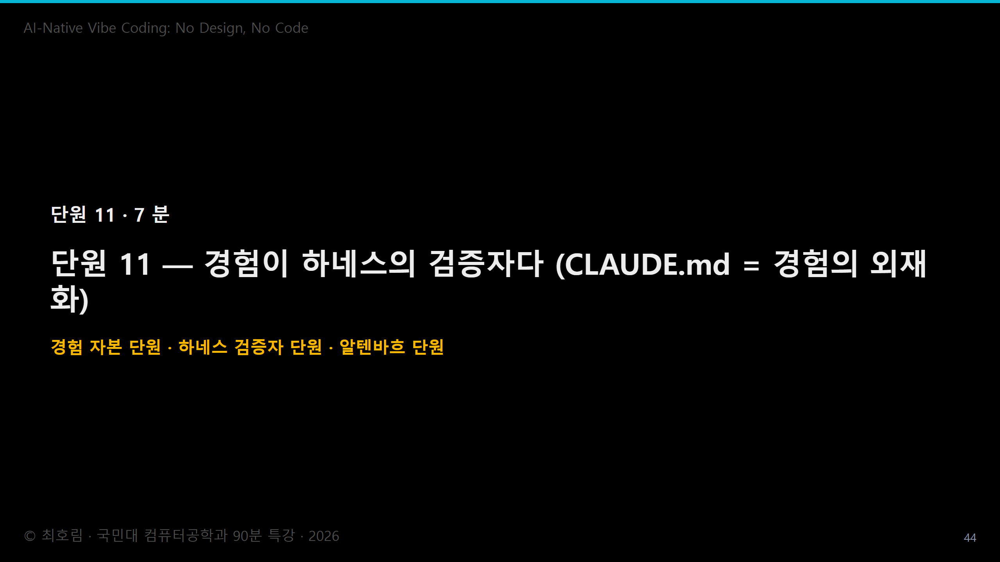 AI-Native Vibe Coding: No Design, No Code
단원 11 · 7 분
단원 11 — 경험이 하네스의 검증자다 (CLAUDE.md = 경험의 외재
화)
경험 자본 단원 · 하네스 검증자 단원 · 알텐바흐 단원
© 최호림 · 국민대 컴퓨터공학과 90분 특강 · 2026
44